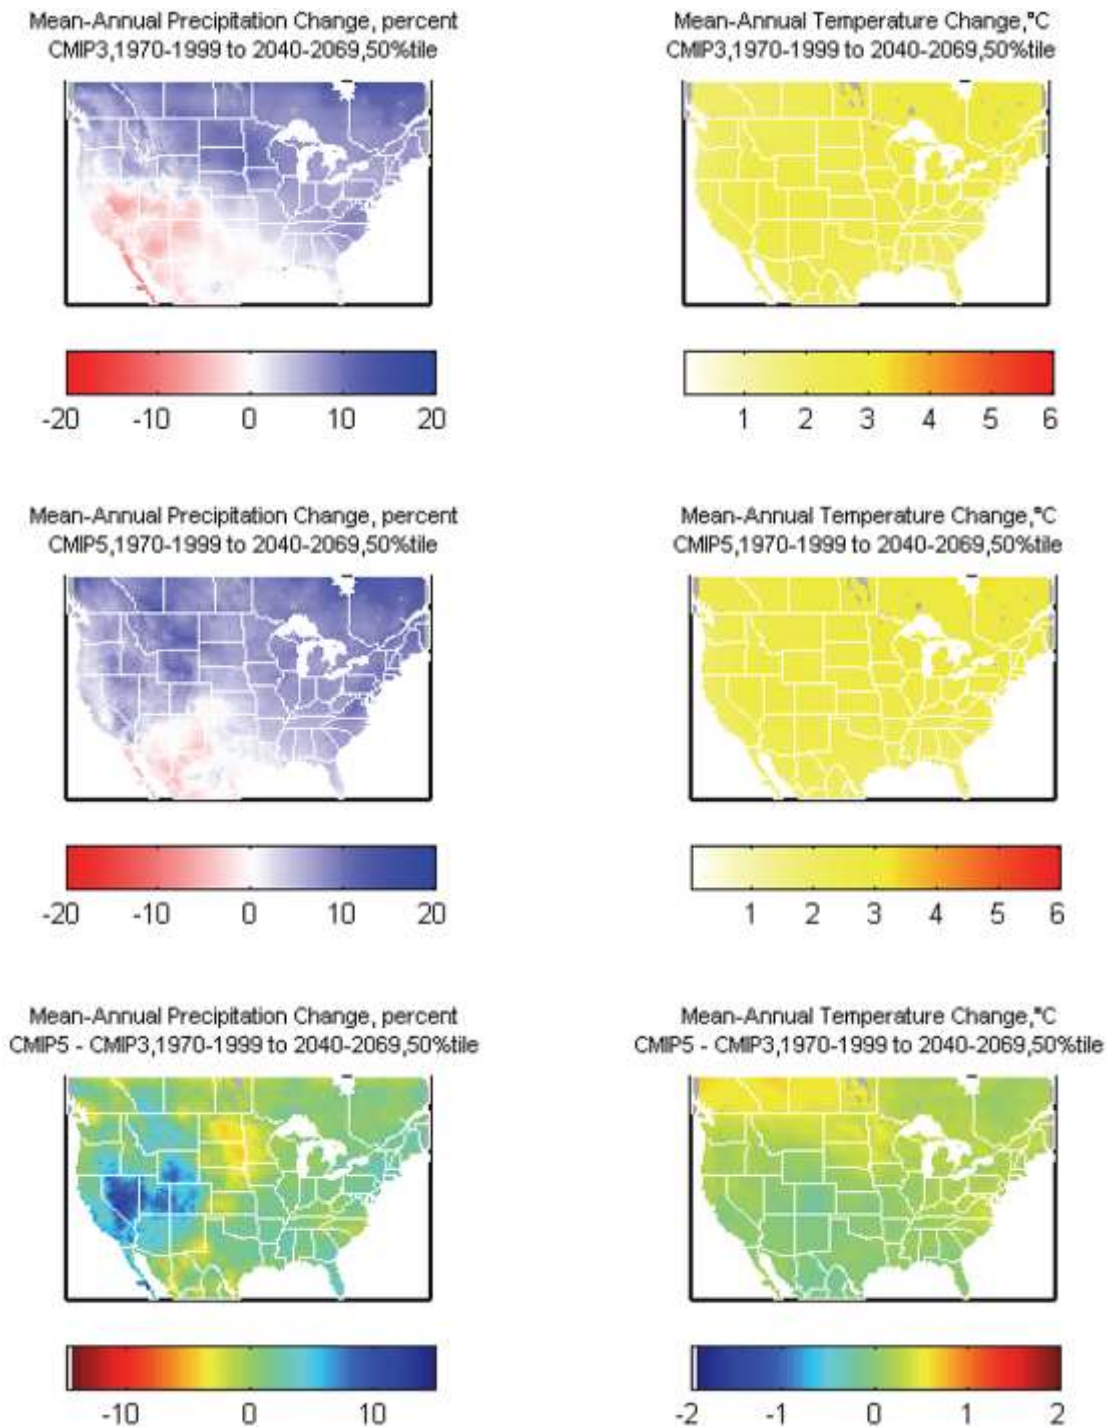 Mean-Annual Precipitation Change, percent
CMIP3,1970-1999 to 2040-2069,50%tile
-20 -10 0 10 20
Mean-Annual Temperature Change,°C
CMIP3,1970-1999 to 2040-2069,50%tile
1 2 3 4 5 6
Mean-Annual Precipitation Change, percent
CMIP5,1970-1999 to 2040-2069,50%tile
-20 -10 0 10 20
Mean-Annual Temperature Change,°C
CMIP5,1970-1999 to 2040-2069,50%tile
1 2 3 4 5 6
Mean-Annual Precipitation Change, percent
CMIP5 - CMIP3,1970-1999 to 2040-2069,50%tile
-10 0 10
Mean-Annual Temperature Change,°C
CMIP5 - CMIP3,1970-1999 to 2040-2069,50%tile
-2 -1 0 1 2